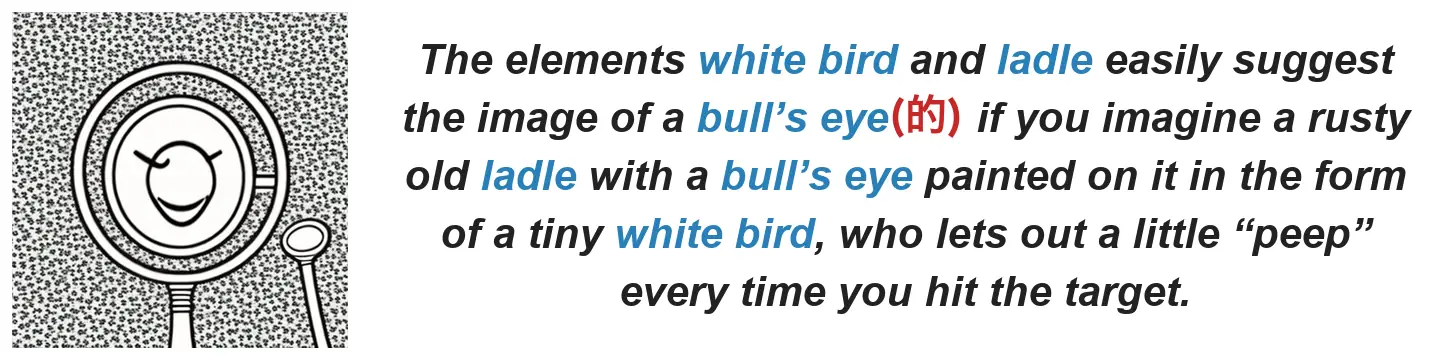 The elements white bird and ladle easily suggest
the image of a bull’s eye(的) if you imagine a rusty
old ladle with a bull’s eye painted on it in the form
of a tiny white bird, who lets out a little “peep”
every time you hit the target.